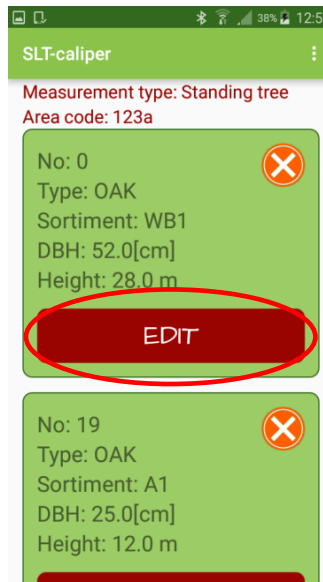 38% 12:5
SLT-caliper
Measurement type: Standing tree
Area code: 123a
No: 0
Type: OAK
Sortiment: WB1
DBH: 52.0[cm]
Height: 28.0 m
EDIT
No: 19
Type: OAK
Sortiment: A1
DBH: 25.0[cm]
Height: 12.0 m